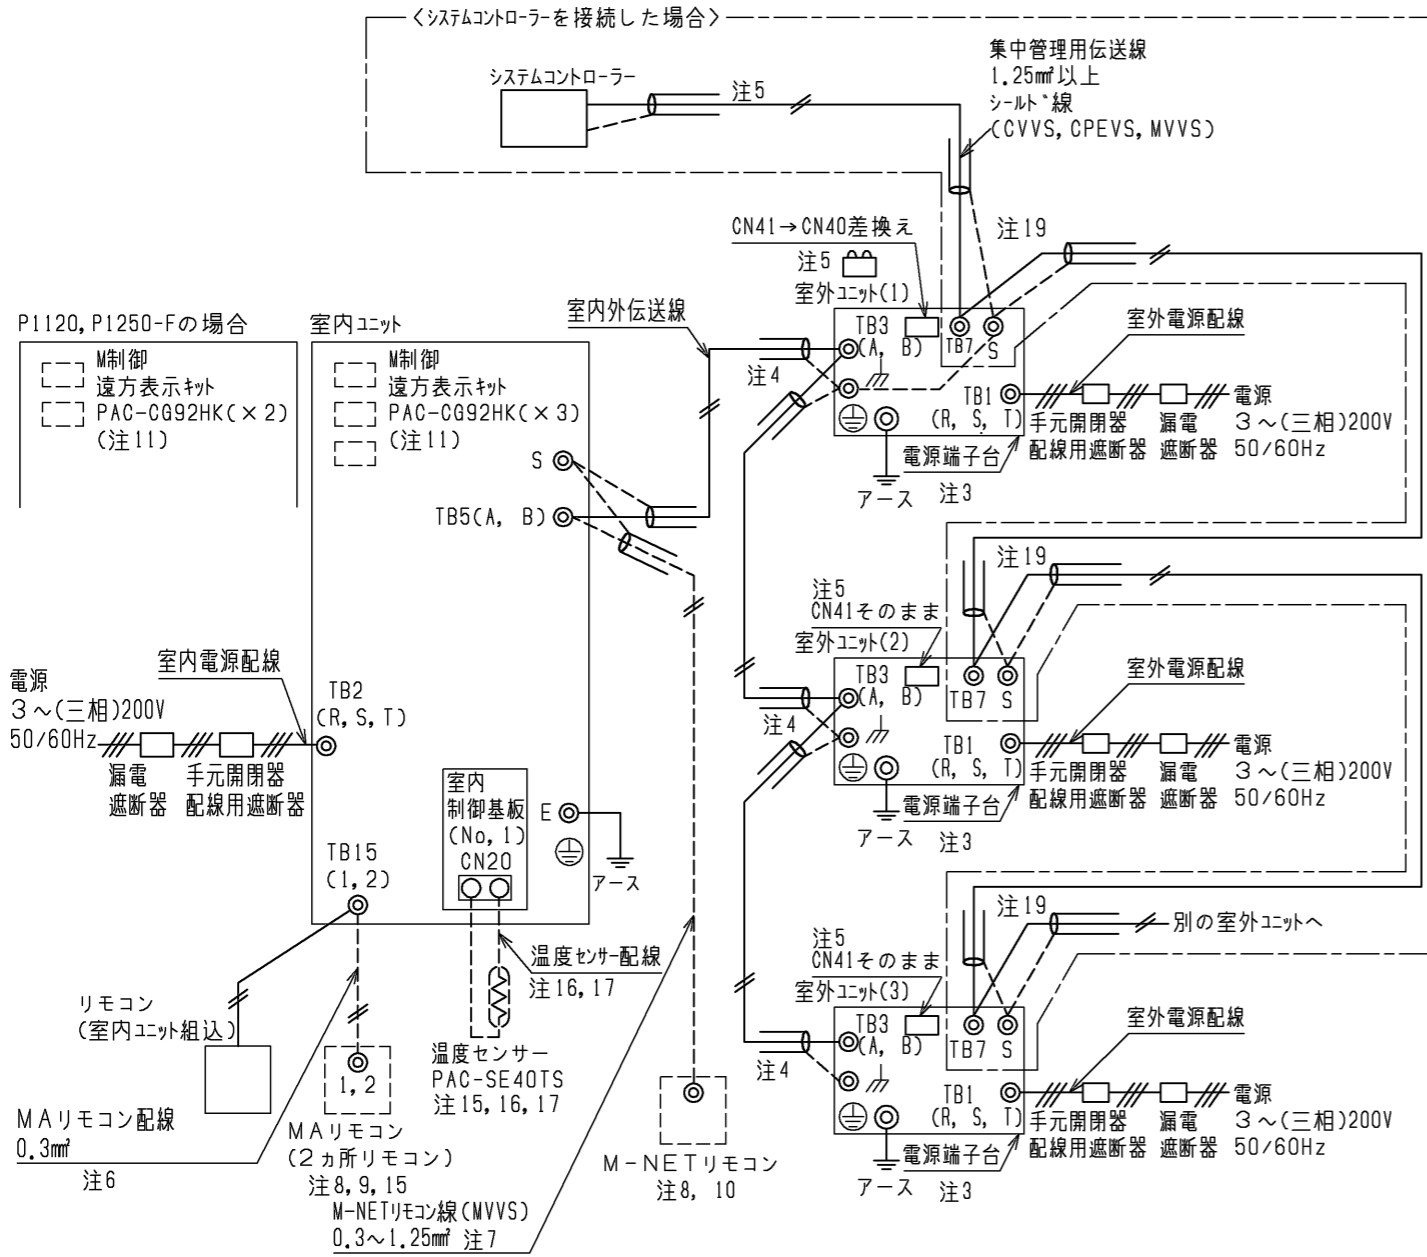 〈システムコントローラーを接続した場合〉
システムコントローラー
注5
集中管理用伝送線
1.25㎟以上
シールド線
(CVVS, CPEVS, MVVS)
CN41→CN40差換え
注5
室外ユニット(1)
注19
TB3
(A, B)
TB7
S
TB1
(R, S, T)
室外電源配線
手元開閉器
配線用遮断器
漏電
遮断器
電源
3～(三相)200V
50/60Hz
電源端子台
注3
アース
室内外伝送線
注4
P1120, P1250-Fの場合
M制御
遠方表示キット
PAC-CG92HK(×2)
(注11)
室内ユニット
M制御
遠方表示キット
PAC-CG92HK(×3)
(注11)
S
TB5(A, B)
注19
注5
CN41そのまま
室外ユニット(2)
TB3
(A, B)
TB7
S
TB1
(R, S, T)
室外電源配線
手元開閉器
配線用遮断器
漏電
遮断器
電源
3～(三相)200V
50/60Hz
電源端子台
注3
アース
注4
室内電源配線
電源
3～(三相)200V
50/60Hz
漏電
遮断器
手元開閉器
配線用遮断器
TB2
(R, S, T)
室内
制御基板
(No, 1)
CN20
E
アース
TB15
(1, 2)
温度センサー配線
注16, 17
リモコン
(室内ユニット組込)
温度センサー
PAC-SE40TS
注15, 16, 17
1, 2
MAリモコン配線
0.3㎟
注6
MAリモコン
(2ヵ所リモコン)
注8, 9, 15
M-NETリモコン線(MVVS)
0.3～1.25㎟ 注7
M-NETリモコン
注8, 10
注19
別の室外ユニットへ
注5
CN41そのまま
室外ユニット(3)
TB3
(A, B)
TB7
S
TB1
(R, S, T)
室外電源配線
手元開閉器
配線用遮断器
漏電
遮断器
電源
3～(三相)200V
50/60Hz
電源端子台
注3
アース
注4